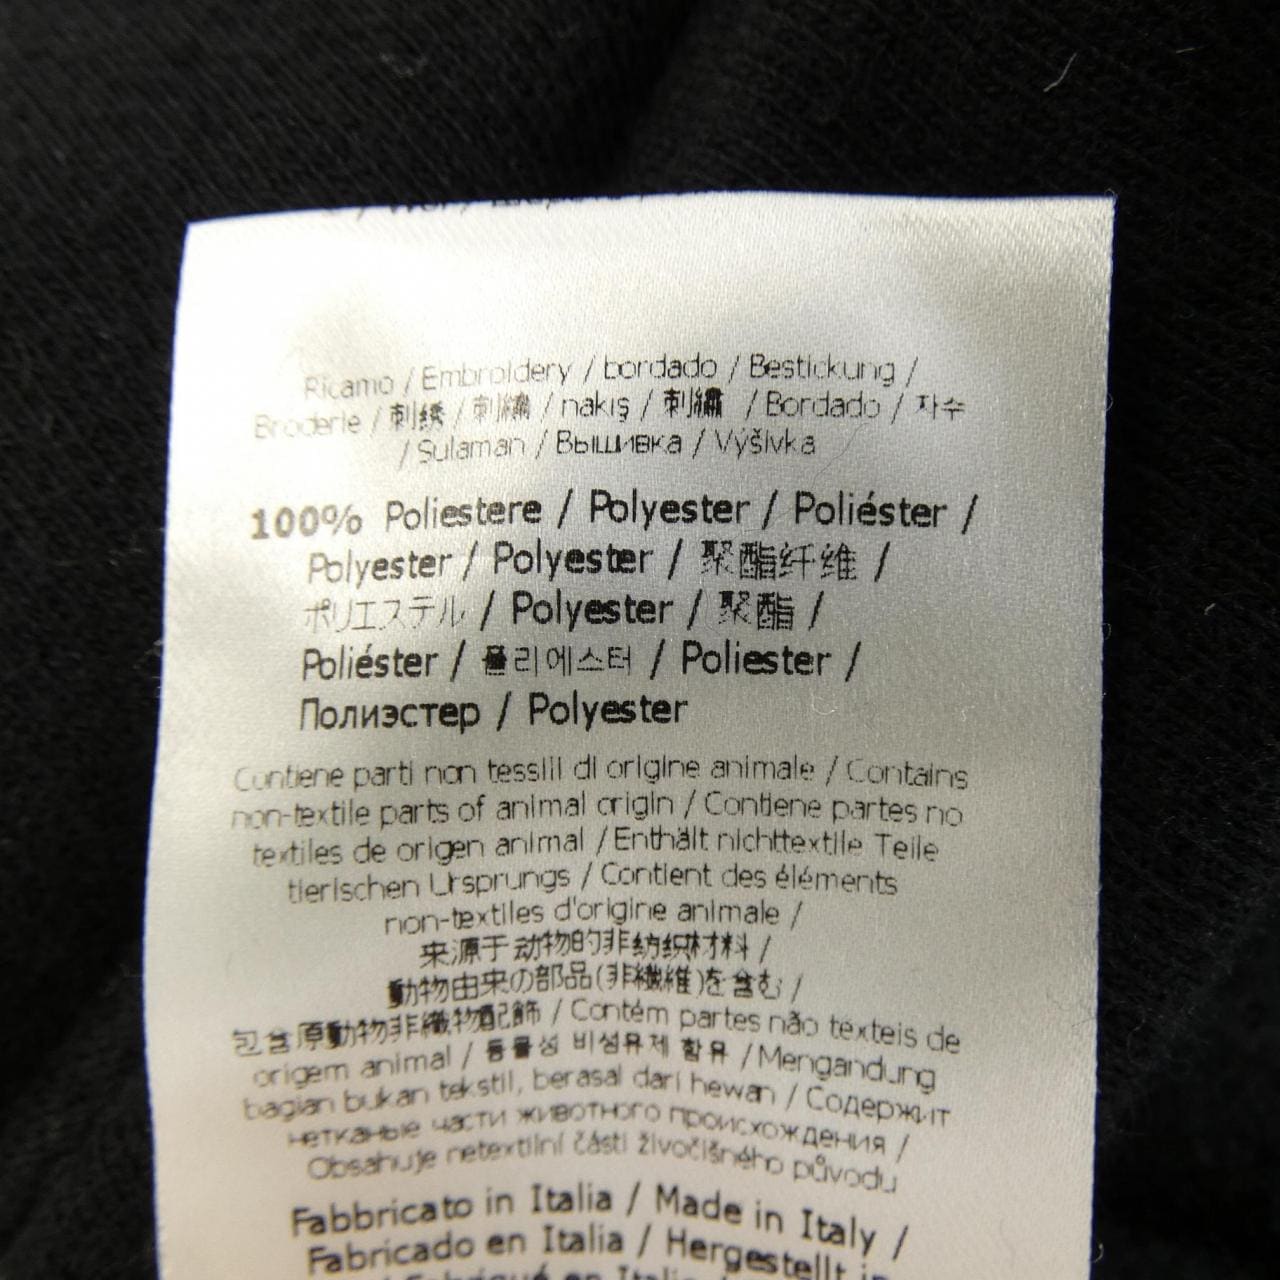 Ricamo / Embroidery / bordado / Bestickung /
Broderie / 刺绣 / 刺繍 / nakış / 刺繡 / Bordado / 자수
/ Sulaman / Вышивка / Výšivka
100% Poliestere / Polyester / Poliéster /
Polyester / Polyester / 聚酯纤维 /
ポリエステル / Polyester / 聚酯 /
Poliéster / 폴리에스터 / Poliester /
Полиэстер / Polyester
Contiene parti non tessili di origine animale / Contains
non-textile parts of animal origin / Contiene partes no
textiles de origen animal / Enthält nichttextile Teile
tierischen Ursprungs / Contient des éléments
non-textiles d'origine animale /
来源于动物的非纺织材料 /
動物由来の部品(非繊維)を含む /
包含原動物非織物配飾 / Contém partes não têxteis de
origem animal / 동물성 비섬유제 함유 / Mengandung
bagian bukan tekstil, berasal dari hewan / Содержит
нетканые части животного происхождения /
Obsahuje netextilní části živočišného původu
Fabbricato in Italia / Made in Italy /
Fabricado en Italia / Hergestellt in
/ Fabriqué en Italie /